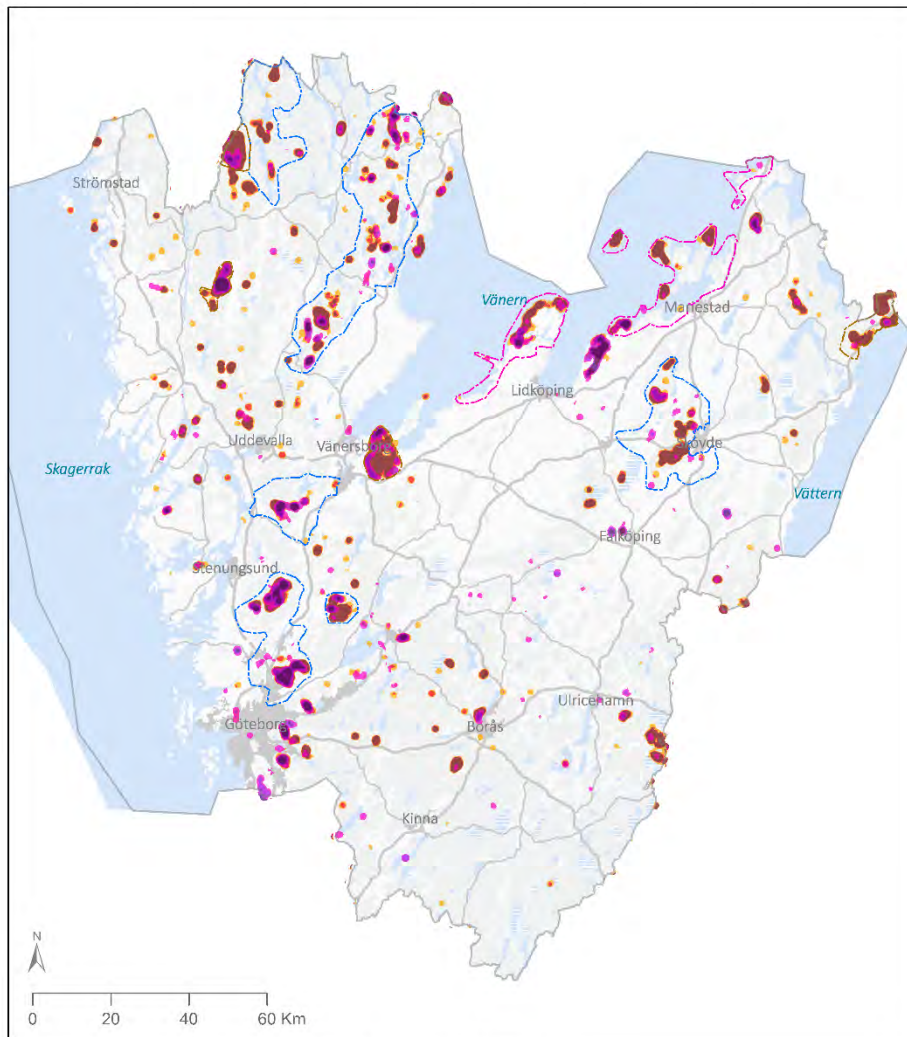 Strömstad
Vänern
Mariestad
Lidköping
Uddevalla
Vänersborg
Skövde
Skagerrak
Vättern
Falköping
Stenungsund
Ulricehamn
Göteborg
Borås
Kinna
N
0 20 40 60 Km